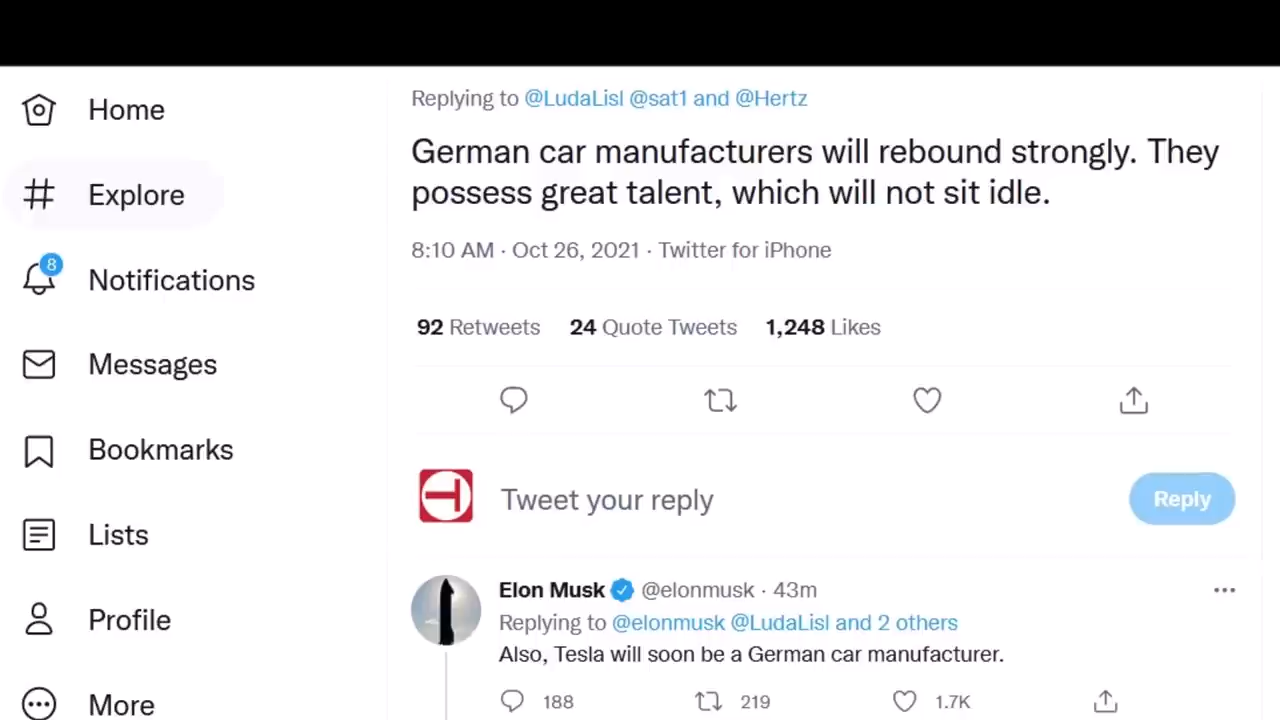 Home
Explore
8
Notifications
Messages
Bookmarks
Lists
Profile
More
Replying to @LudaLisl @sat1 and @Hertz
German car manufacturers will rebound strongly. They
possess great talent, which will not sit idle.
8:10 AM · Oct 26, 2021 · Twitter for iPhone
92 Retweets 24 Quote Tweets 1,248 Likes
Tweet your reply
Reply
Elon Musk @elonmusk · 43m
Replying to @elonmusk @LudaLisl and 2 others
Also, Tesla will soon be a German car manufacturer.
188 219 1.7K